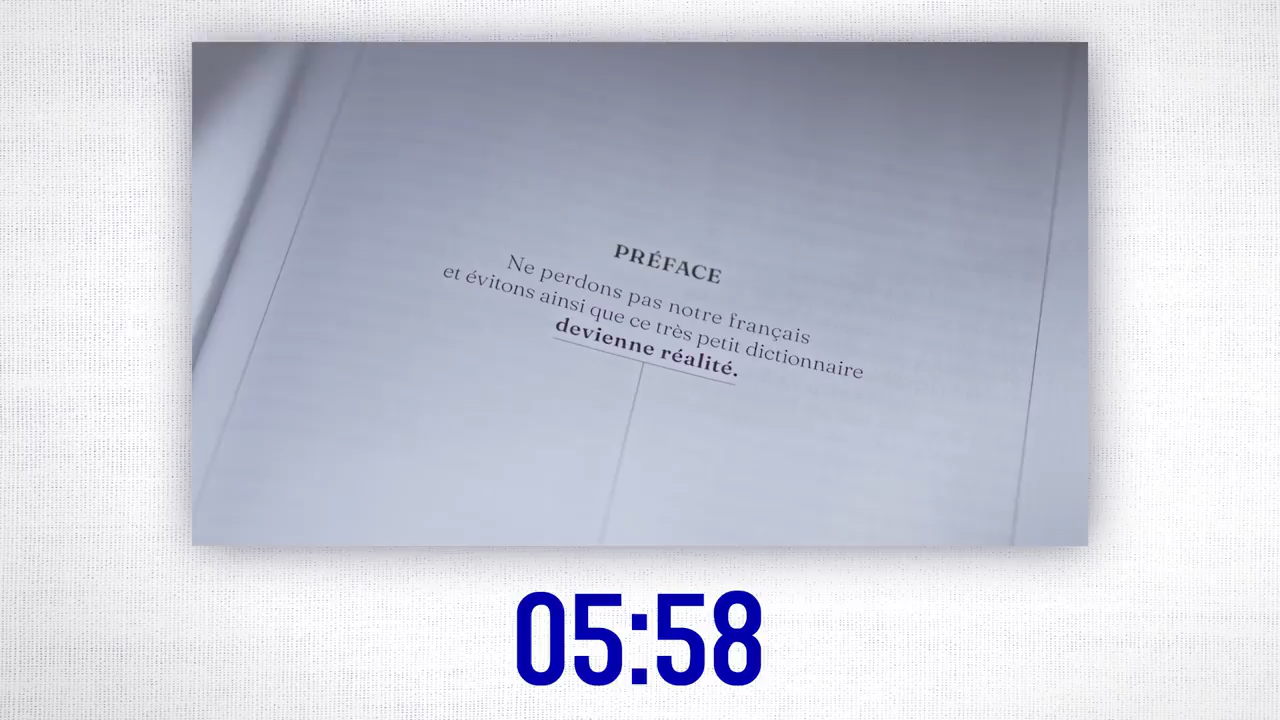 PRÉFACE
Ne perdons pas notre français
et évitons ainsi que ce très petit dictionnaire
devienne réalité.
05:58